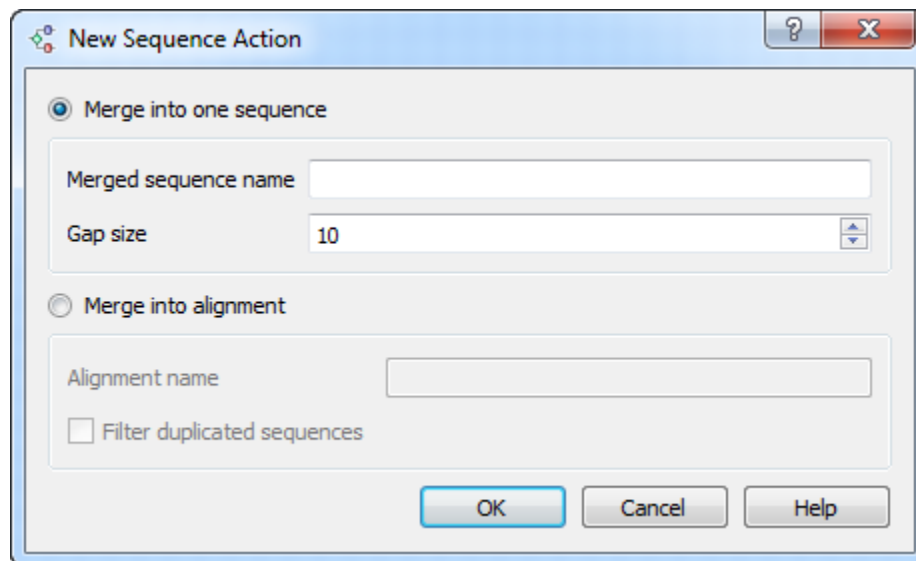 New Sequence Action
Merge into one sequence
Merged sequence name
Gap size 10
Merge into alignment
Alignment name
Filter duplicated sequences
OK Cancel Help